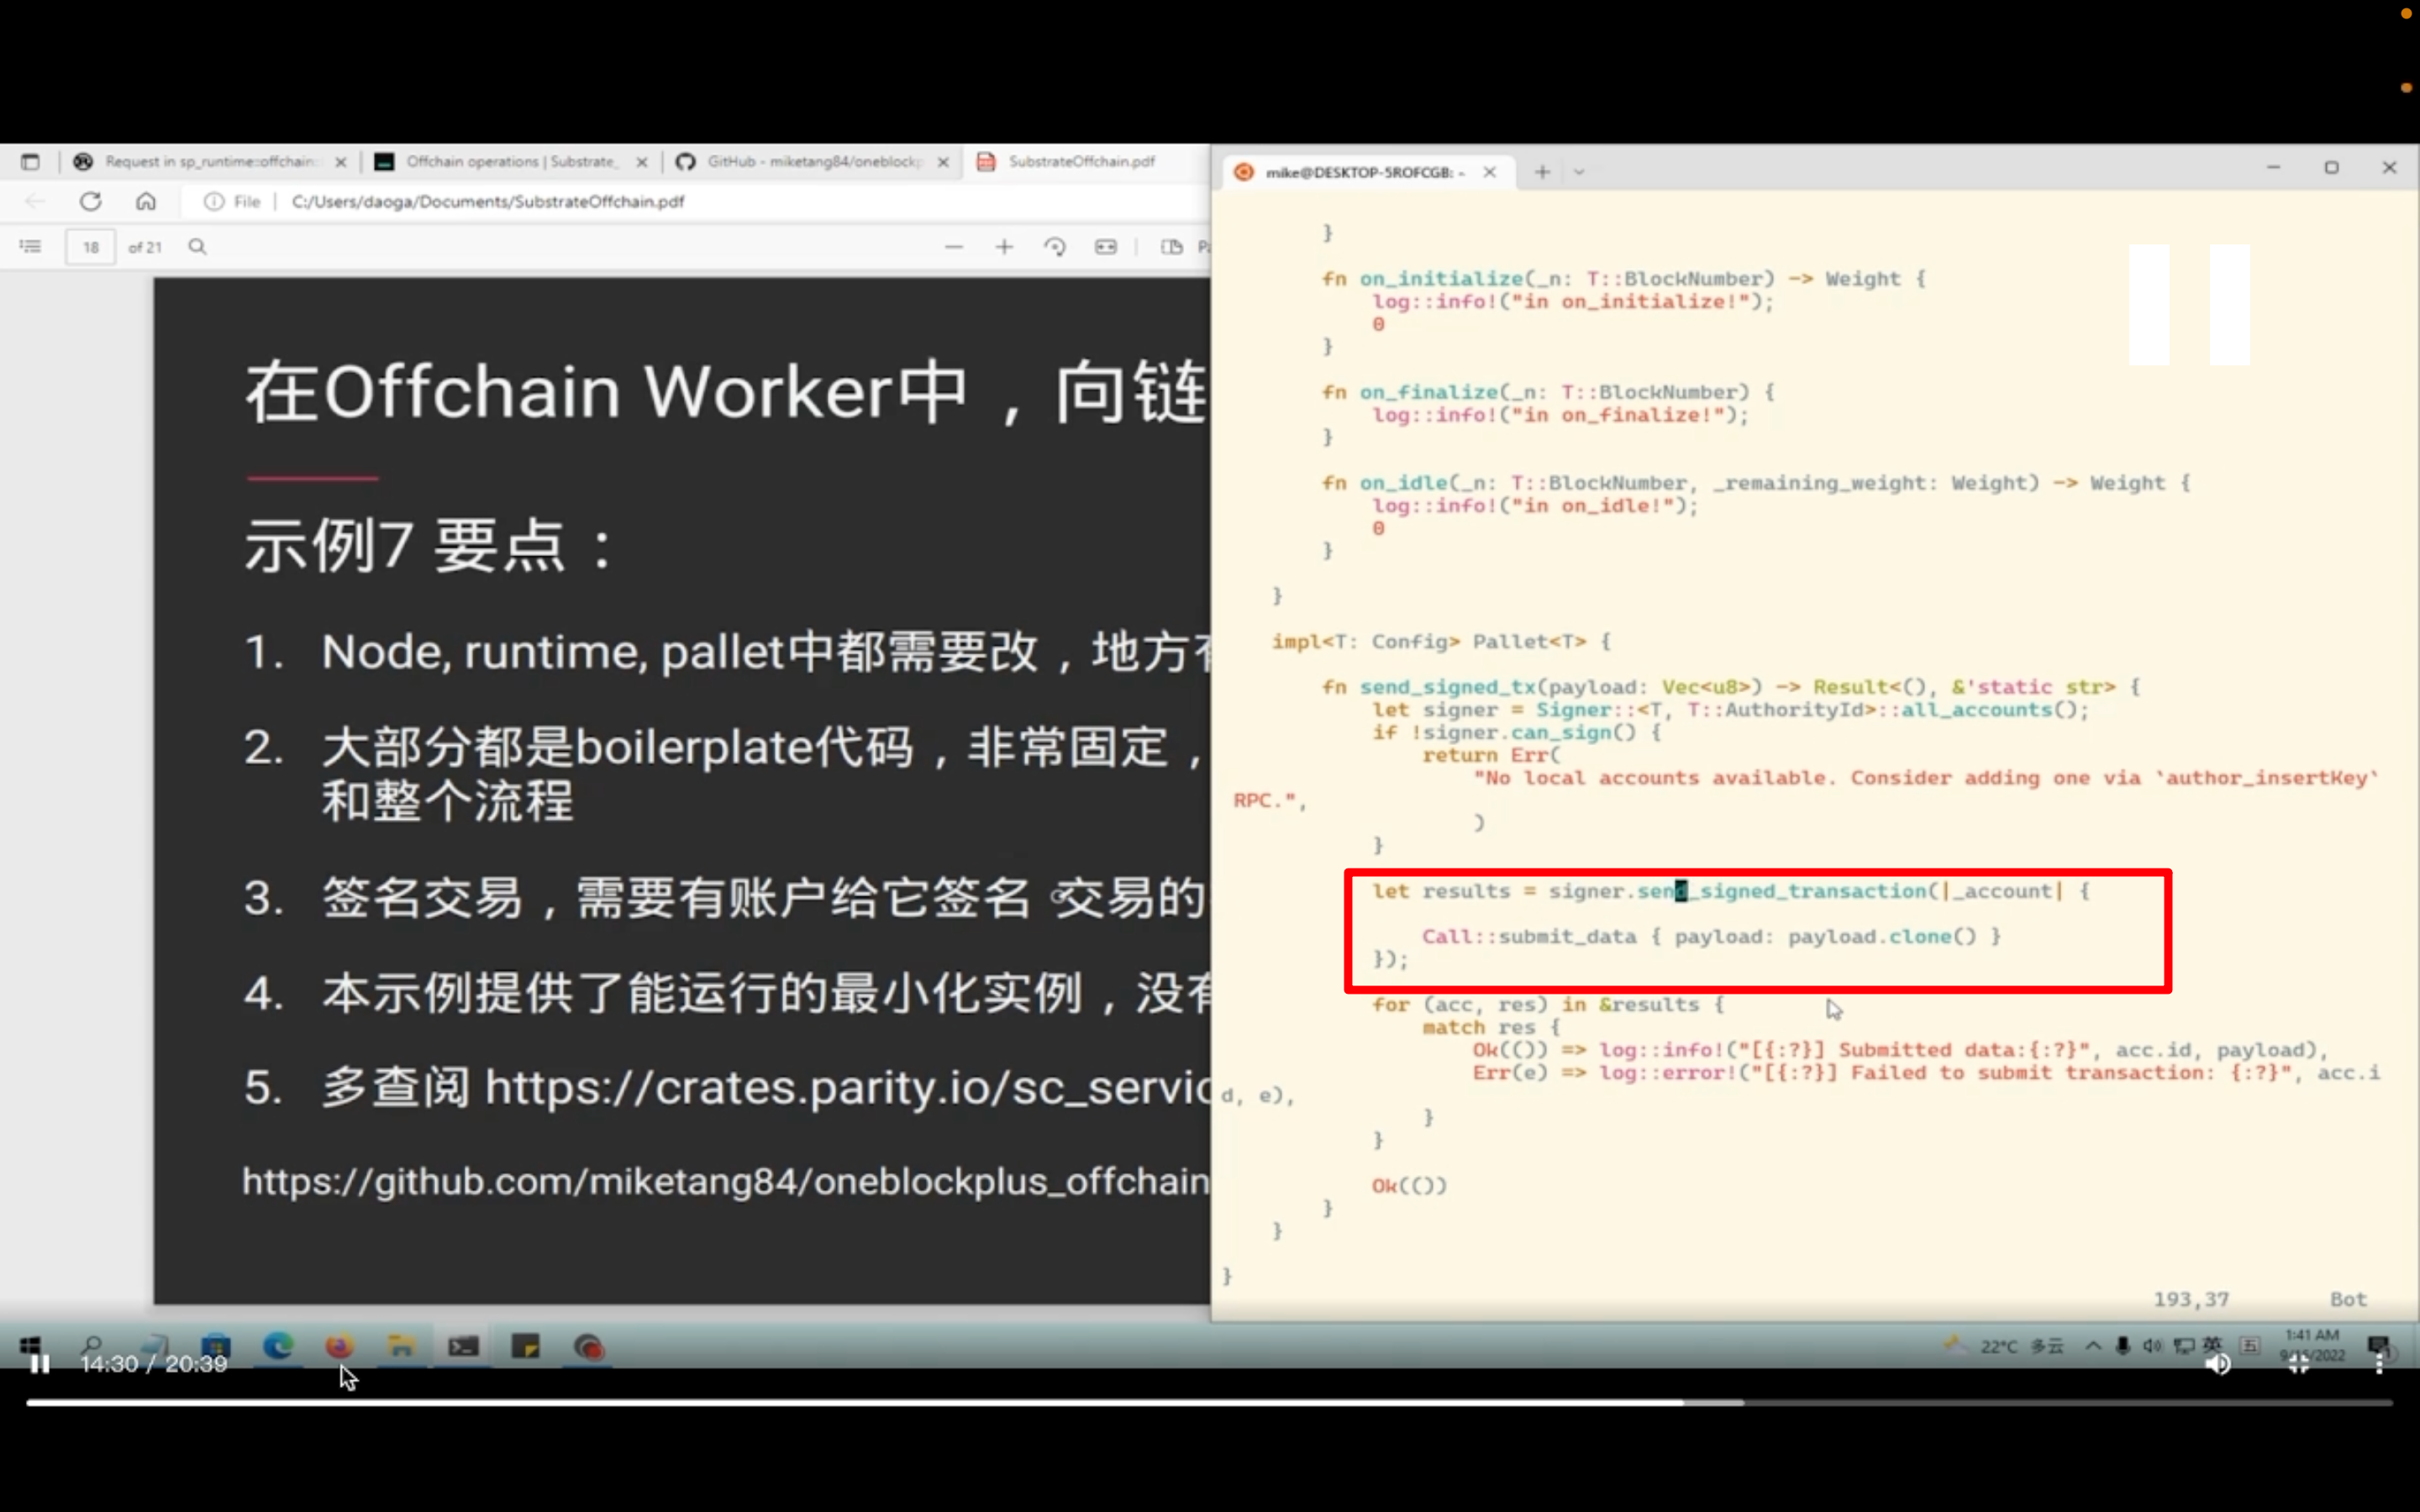 Request in sp_runtime::offchain:
Offchain operations | Substrate_
GitHub - miketang84/oneblockp
SubstrateOffchain.pdf
File
C:/Users/daoga/Documents/SubstrateOffchain.pdf
18 of 21
在Offchain Worker中，向链
示例7 要点：
1. Node, runtime, pallet中都需要改，地方有
2. 大部分都是boilerplate代码，非常固定，
和整个流程
3. 签名交易，需要有账户给它签名 交易的
4. 本示例提供了能运行的最小化实例，没有
5. 多查阅 https://crates.parity.io/sc_servic
https://github.com/miketang84/oneblockplus_offchain
mike@DESKTOP-5ROFCGB: ~
}
fn on_initialize(_n: T::BlockNumber) -> Weight {
log::info!("in on_initialize!");
0
}
fn on_finalize(_n: T::BlockNumber) {
log::info!("in on_finalize!");
}
fn on_idle(_n: T::BlockNumber, _remaining_weight: Weight) -> Weight {
log::info!("in on_idle!");
0
}
}
impl<T: Config> Pallet<T> {
fn send_signed_tx(payload: Vec<u8>) -> Result<(), &'static str> {
let signer = Signer::<T, T::AuthorityId>::all_accounts();
if !signer.can_sign() {
return Err(
"No local accounts available. Consider adding one via `author_insertKey`
RPC.",
)
}
let results = signer.send_signed_transaction(|_account| {
Call::submit_data { payload: payload.clone() }
});
for (acc, res) in &results {
match res {
Ok(()) => log::info!("[{:?}] Submitted data:{:?}", acc.id, payload),
Err(e) => log::error!("[{:?}] Failed to submit transaction: {:?}", acc.i
d, e),
}
}
Ok(())
}
}
}
193,37 Bot
14:30 / 20:39
22°C 多云
英
五
1:41 AM
9/15/2022